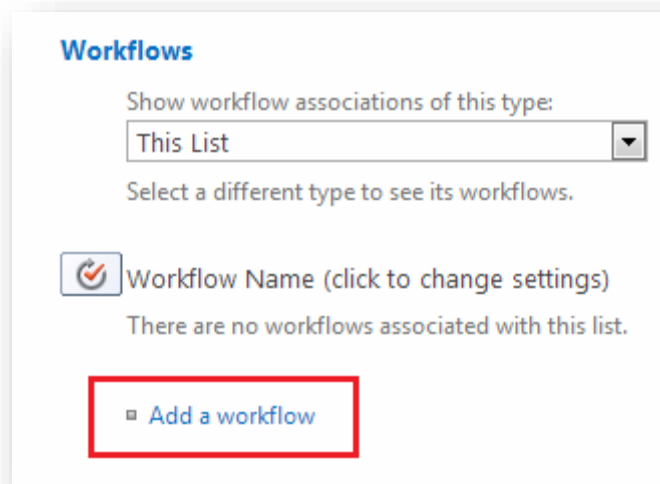 Workflows
Show workflow associations of this type:
This List
Select a different type to see its workflows.
Workflow Name (click to change settings)
There are no workflows associated with this list.
Add a workflow